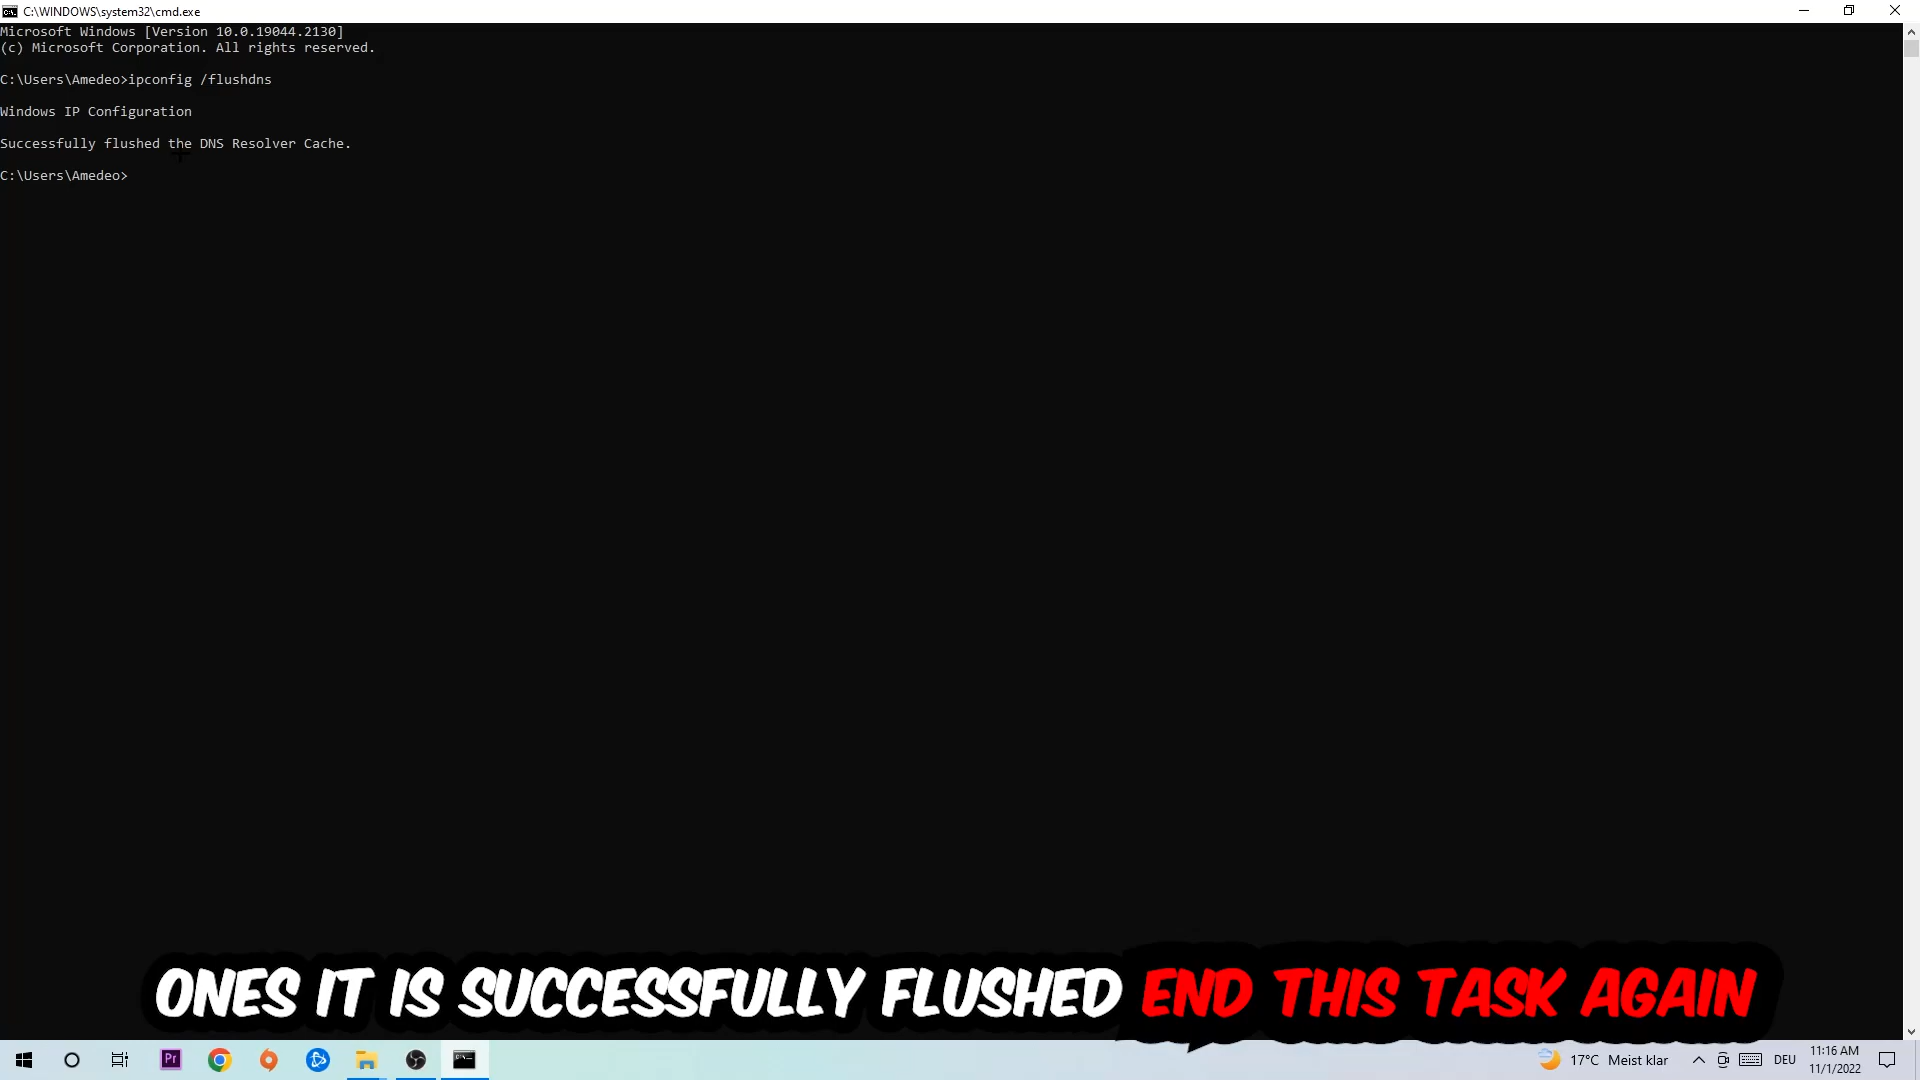 C:\WINDOWS\system32\cmd.exe
Microsoft Windows [Version 10.0.19044.2130]
(c) Microsoft Corporation. All rights reserved.
C:\Users\Amedeo>ipconfig /flushdns
Windows IP Configuration
Successfully flushed the DNS Resolver Cache.
C:\Users\Amedeo>
ONES IT IS SUCCESSFULLY FLUSHED END THIS TASK AGAIN
Pr
17°C Meist klar
DEU
11:16 AM
11/1/2022